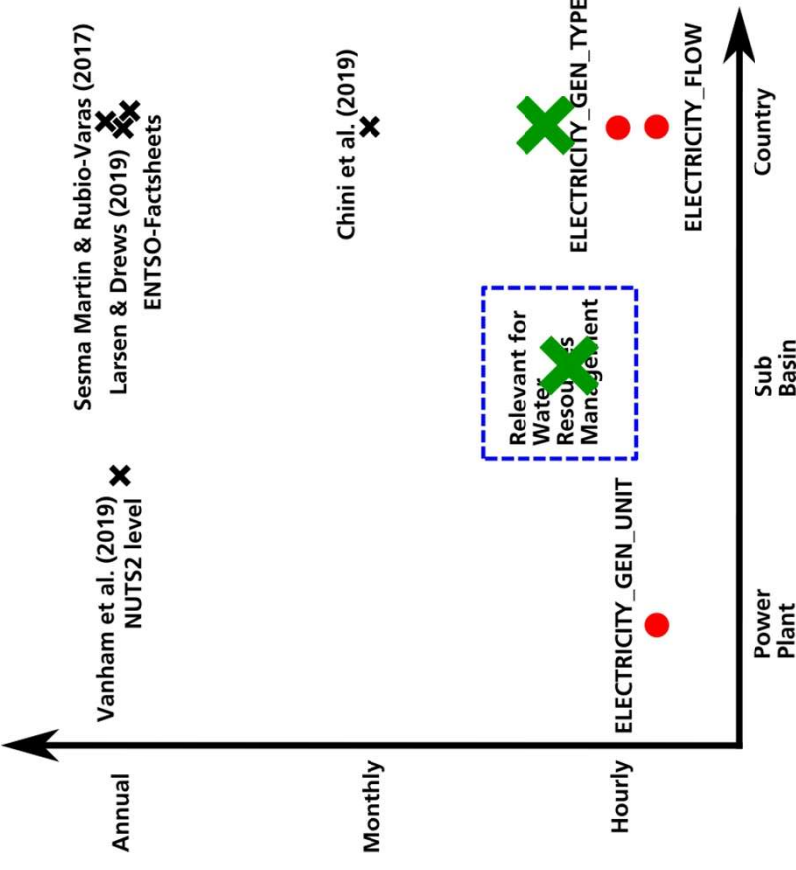 Sesma Martin & Rubio-Varas (2017)
Larsen & Drews (2019)
ENTSO-Factsheets
Vanham et al. (2019)
NUTS2 level
Chini et al. (2019)
Relevant for
Water
Resources
Management
ELECTRICITY_GEN_TYPE
ELECTRICITY_GEN_UNIT
ELECTRICITY_FLOW
Annual
Monthly
Hourly
Power
Plant
Sub
Basin
Country